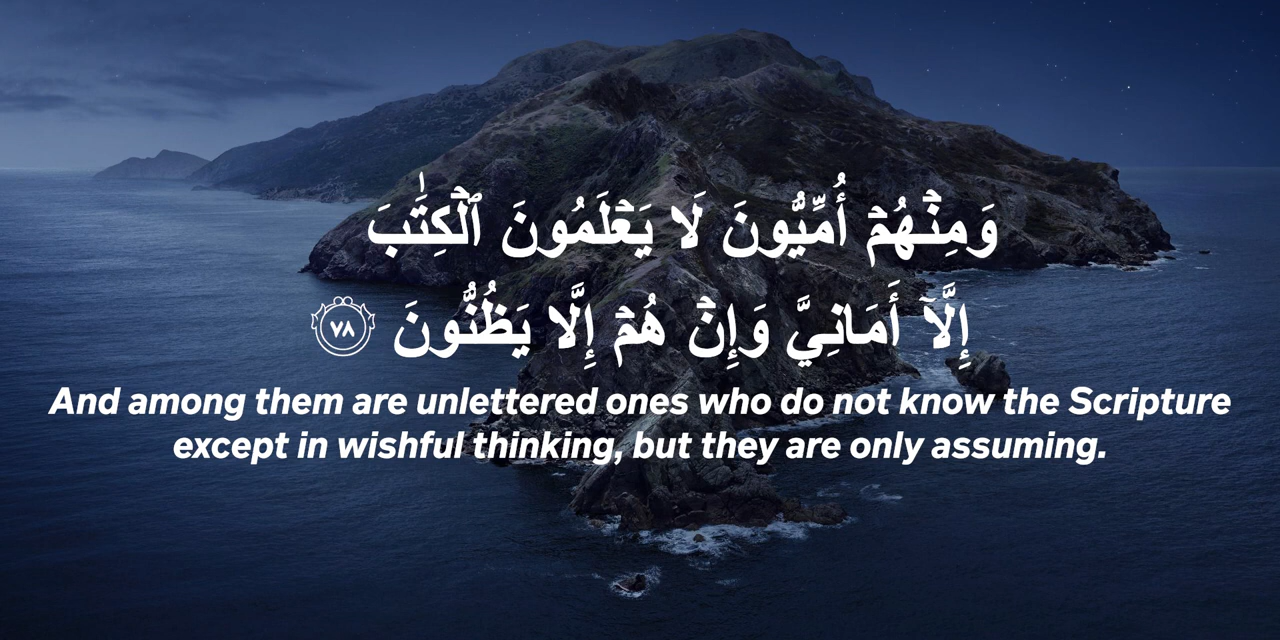 وَمِنۡهُمۡ أُمِّيُّونَ لَا يَعۡلَمُونَ ٱلۡكِتَٰبَ
إِلَّآ أَمَانِيَّ وَإِنۡ هُمۡ إِلَّا يَظُنُّونَ ٧٨
And among them are unlettered ones who do not know the Scripture
except in wishful thinking, but they are only assuming.